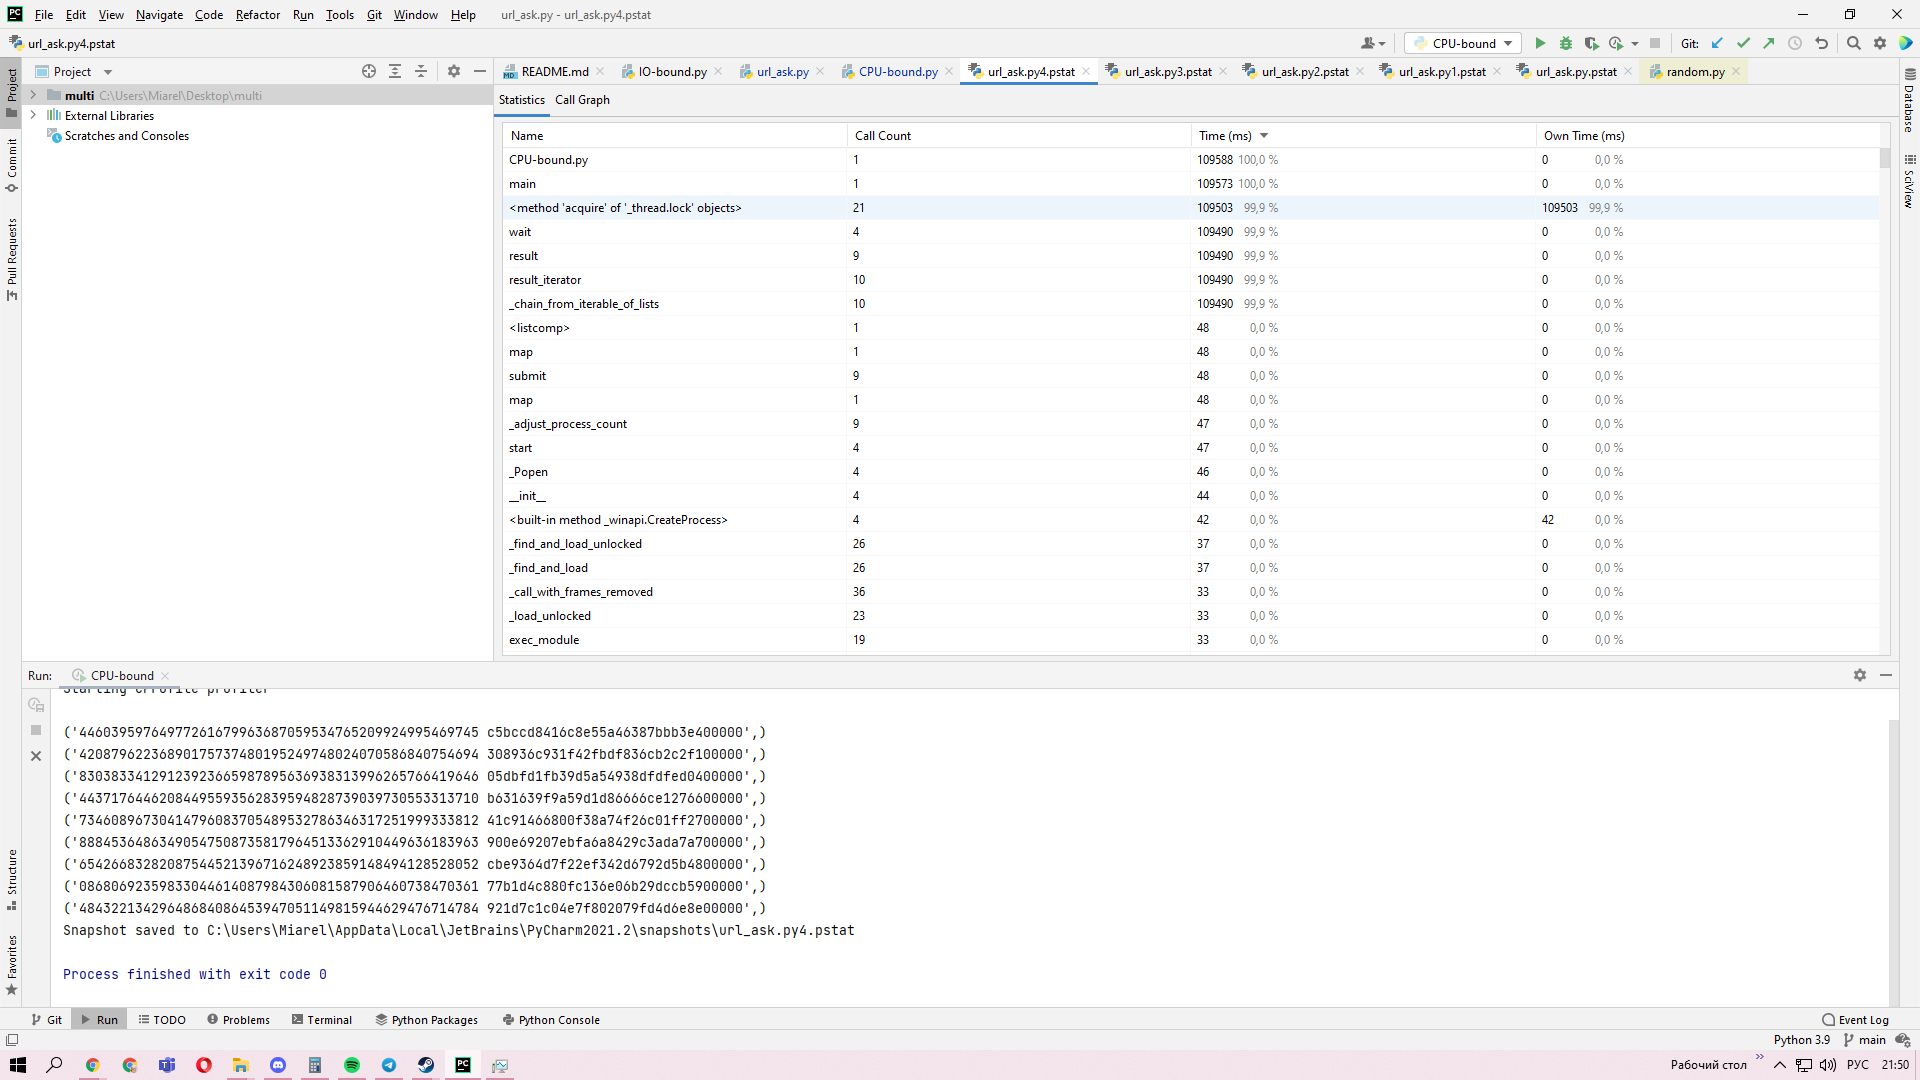 File Edit View Navigate Code Refactor Run Tools Git Window Help url_ask.py - url_ask.py4.pstat
url_ask.py4.pstat CPU-bound Git:
Project README.md IO-bound.py url_ask.py CPU-bound.py url_ask.py4.pstat url_ask.py3.pstat url_ask.py2.pstat url_ask.py1.pstat url_ask.py.pstat random.py
multi C:\Users\Miarel\Desktop\multi
External Libraries
Scratches and Consoles
Statistics Call Graph
Name Call Count Time (ms) Own Time (ms)
CPU-bound.py 1 109588 100,0 % 0 0,0 %
main 1 109573 100,0 % 0 0,0 %
<method 'acquire' of '_thread.lock' objects> 21 109503 99,9 % 109503 99,9 %
wait 4 109490 99,9 % 0 0,0 %
result 9 109490 99,9 % 0 0,0 %
result_iterator 10 109490 99,9 % 0 0,0 %
_chain_from_iterable_of_lists 10 109490 99,9 % 0 0,0 %
<listcomp> 1 48 0,0 % 0 0,0 %
map 1 48 0,0 % 0 0,0 %
submit 9 48 0,0 % 0 0,0 %
map 1 48 0,0 % 0 0,0 %
_adjust_process_count 9 47 0,0 % 0 0,0 %
start 4 47 0,0 % 0 0,0 %
_Popen 4 46 0,0 % 0 0,0 %
__init__ 4 44 0,0 % 0 0,0 %
<built-in method _winapi.CreateProcess> 4 42 0,0 % 42 0,0 %
_find_and_load_unlocked 26 37 0,0 % 0 0,0 %
_find_and_load 26 37 0,0 % 0 0,0 %
_call_with_frames_removed 36 33 0,0 % 0 0,0 %
_load_unlocked 23 33 0,0 % 0 0,0 %
exec_module 19 33 0,0 % 0 0,0 %
Project
Commit
Pull Requests
Structure
Favorites
Database
SciView
Run: CPU-bound
Starting cProfile profiler
('44603959764977261679963687059534765209924995469745 c5bccd8416c8e55a46387bbb3e400000',)
('42087962236890175737480195249748024070586840754694 308936c931f42fbdf836cb2c2f100000',)
('83038334129123923665987895636938313996265766419646 05dbfd1fb39d5a54938dfdfed0400000',)
('44371764462084495593562839594828739039730553313710 b631639f9a59d1d86666ce1276600000',)
('73460896730414796083705489532786346317251999333812 41c91466800f38a74f26c01ff2700000',)
('88845364863490547508735817964513362910449636183963 900e69207ebfa6a8429c3ada7a700000',)
('65426683282087544521396716248923859148494128528052 cbe9364d7f22ef342d6792d5b4800000',)
('08680692359833044614087984306081587906460738470361 77b1d4c880fc136e06b29dccb5900000',)
('48432213429648684086453947051149815944629476714784 921d7c1c04e7f802079fd4d6e8e00000',)
Snapshot saved to C:\Users\Miarel\AppData\Local\JetBrains\PyCharm2021.2\snapshots\url_ask.py4.pstat
Process finished with exit code 0
Git Run TODO Problems Terminal Python Packages Python Console Event Log
Python 3.9 main
Рабочий стол РУС 21:50